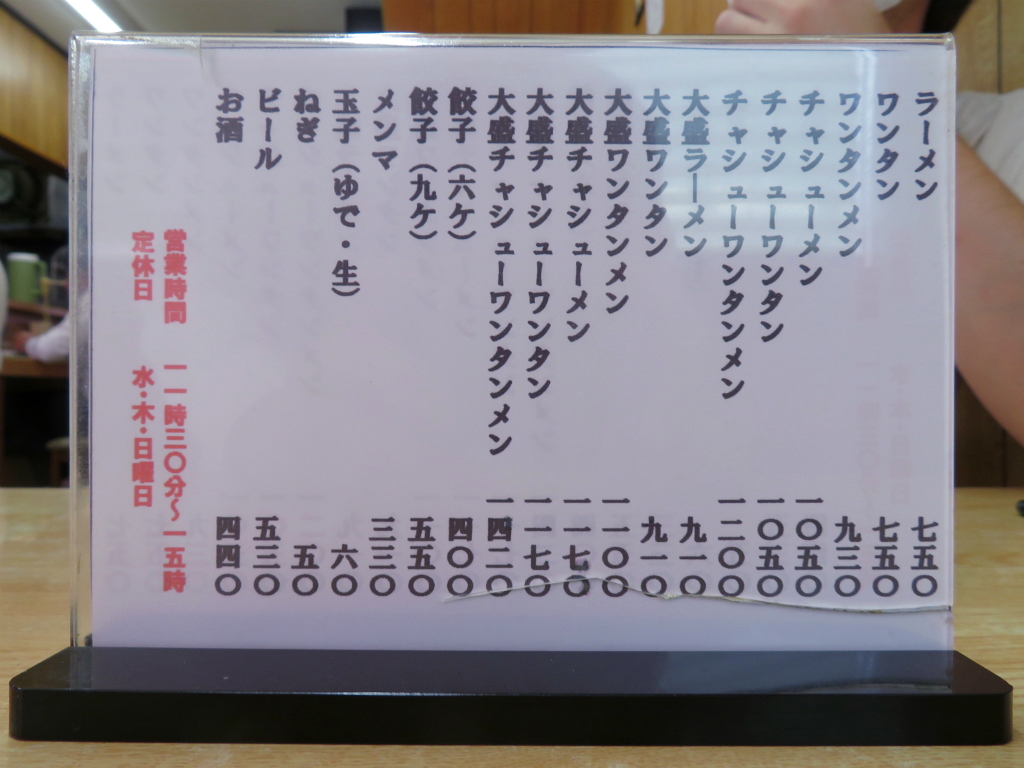 ラーメン 七五〇
ワンタン 七五〇
ワンタンメン 九三〇
チャシューメン 一〇五〇
チャシューワンタン 一〇五〇
チャシューワンタンメン 一二〇〇
大盛ラーメン 九一〇
大盛ワンタン 九一〇
大盛ワンタンメン 一一〇〇
大盛チャシューメン 一一七〇
大盛チャシューワンタン 一一七〇
大盛チャシューワンタンメン 一四二〇
餃子（六ケ） 四〇〇
餃子（九ケ） 五五〇
メンマ 三三〇
玉子（ゆで・生） 六〇
ねぎ 五〇
ビール 五三〇
お酒 四四〇
営業時間 一一時三〇分～一五時
定休日 水・木・日曜日